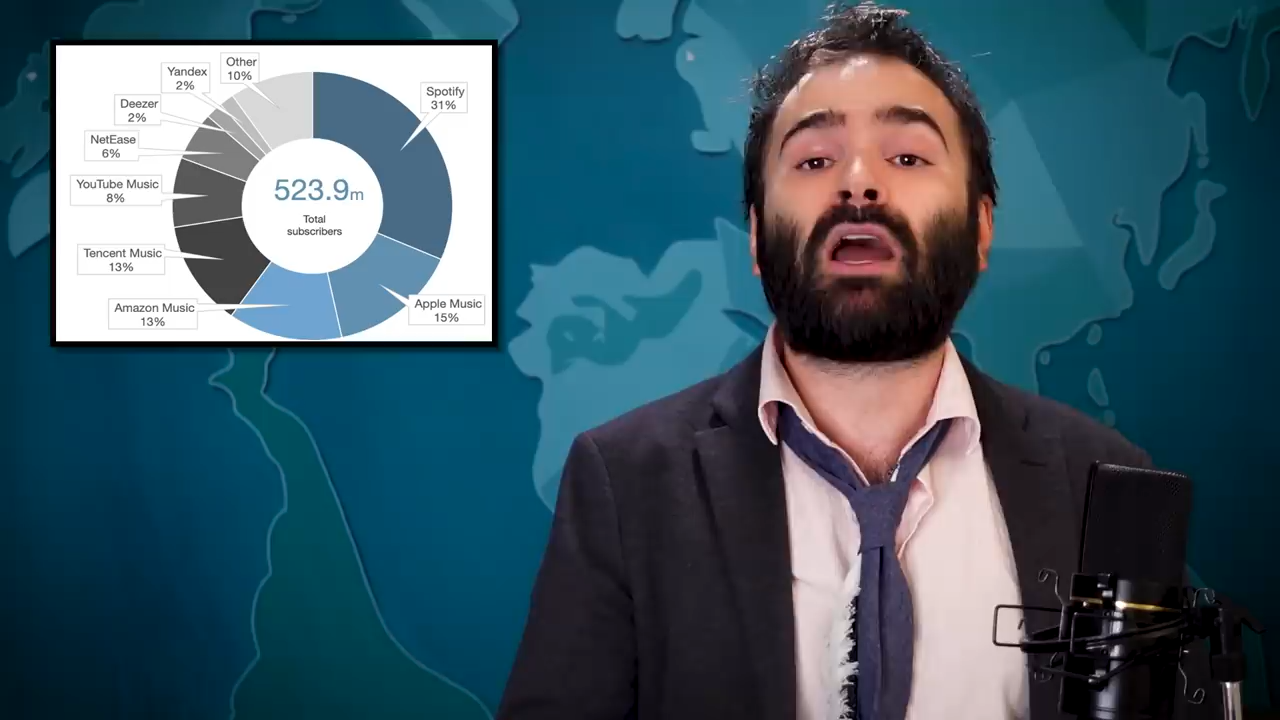 Other
10%
Yandex
2%
Spotify
31%
Deezer
2%
NetEase
6%
YouTube Music
8%
523.9m
Total
subscribers
Tencent Music
13%
Amazon Music
13%
Apple Music
15%